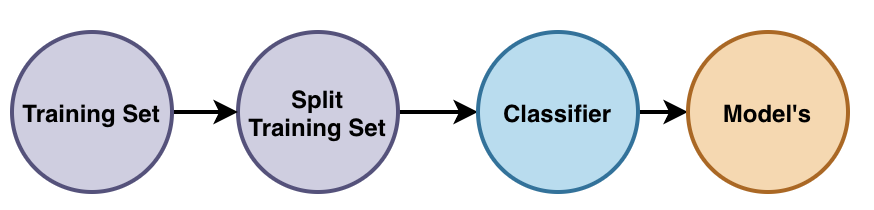 Training Set
Split
Training Set
Classifier
Model's